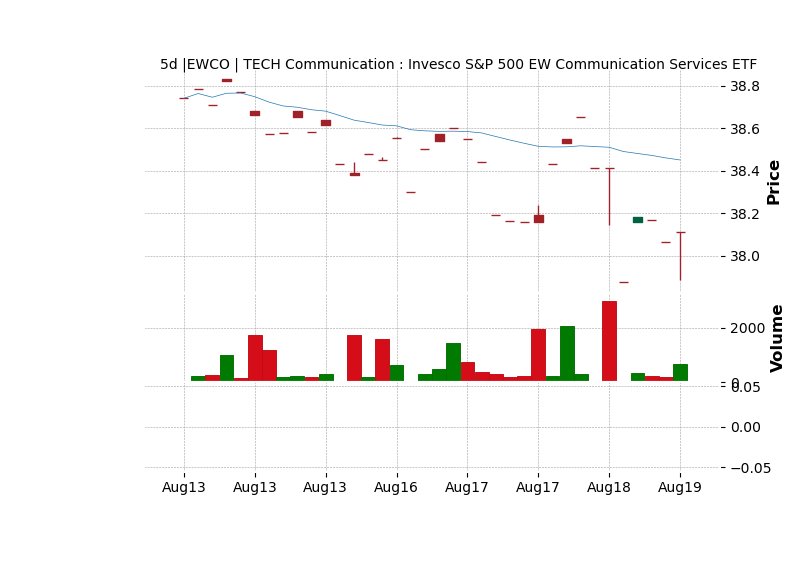 5d |EWCO | TECH Communication : Invesco S&P 500 EW Communication Services ETF
38.8
38.6
38.4
38.2
38.0
Price
2000
0
Volume
0.05
0.00
−0.05
Aug13 Aug13 Aug13 Aug16 Aug17 Aug17 Aug18 Aug19